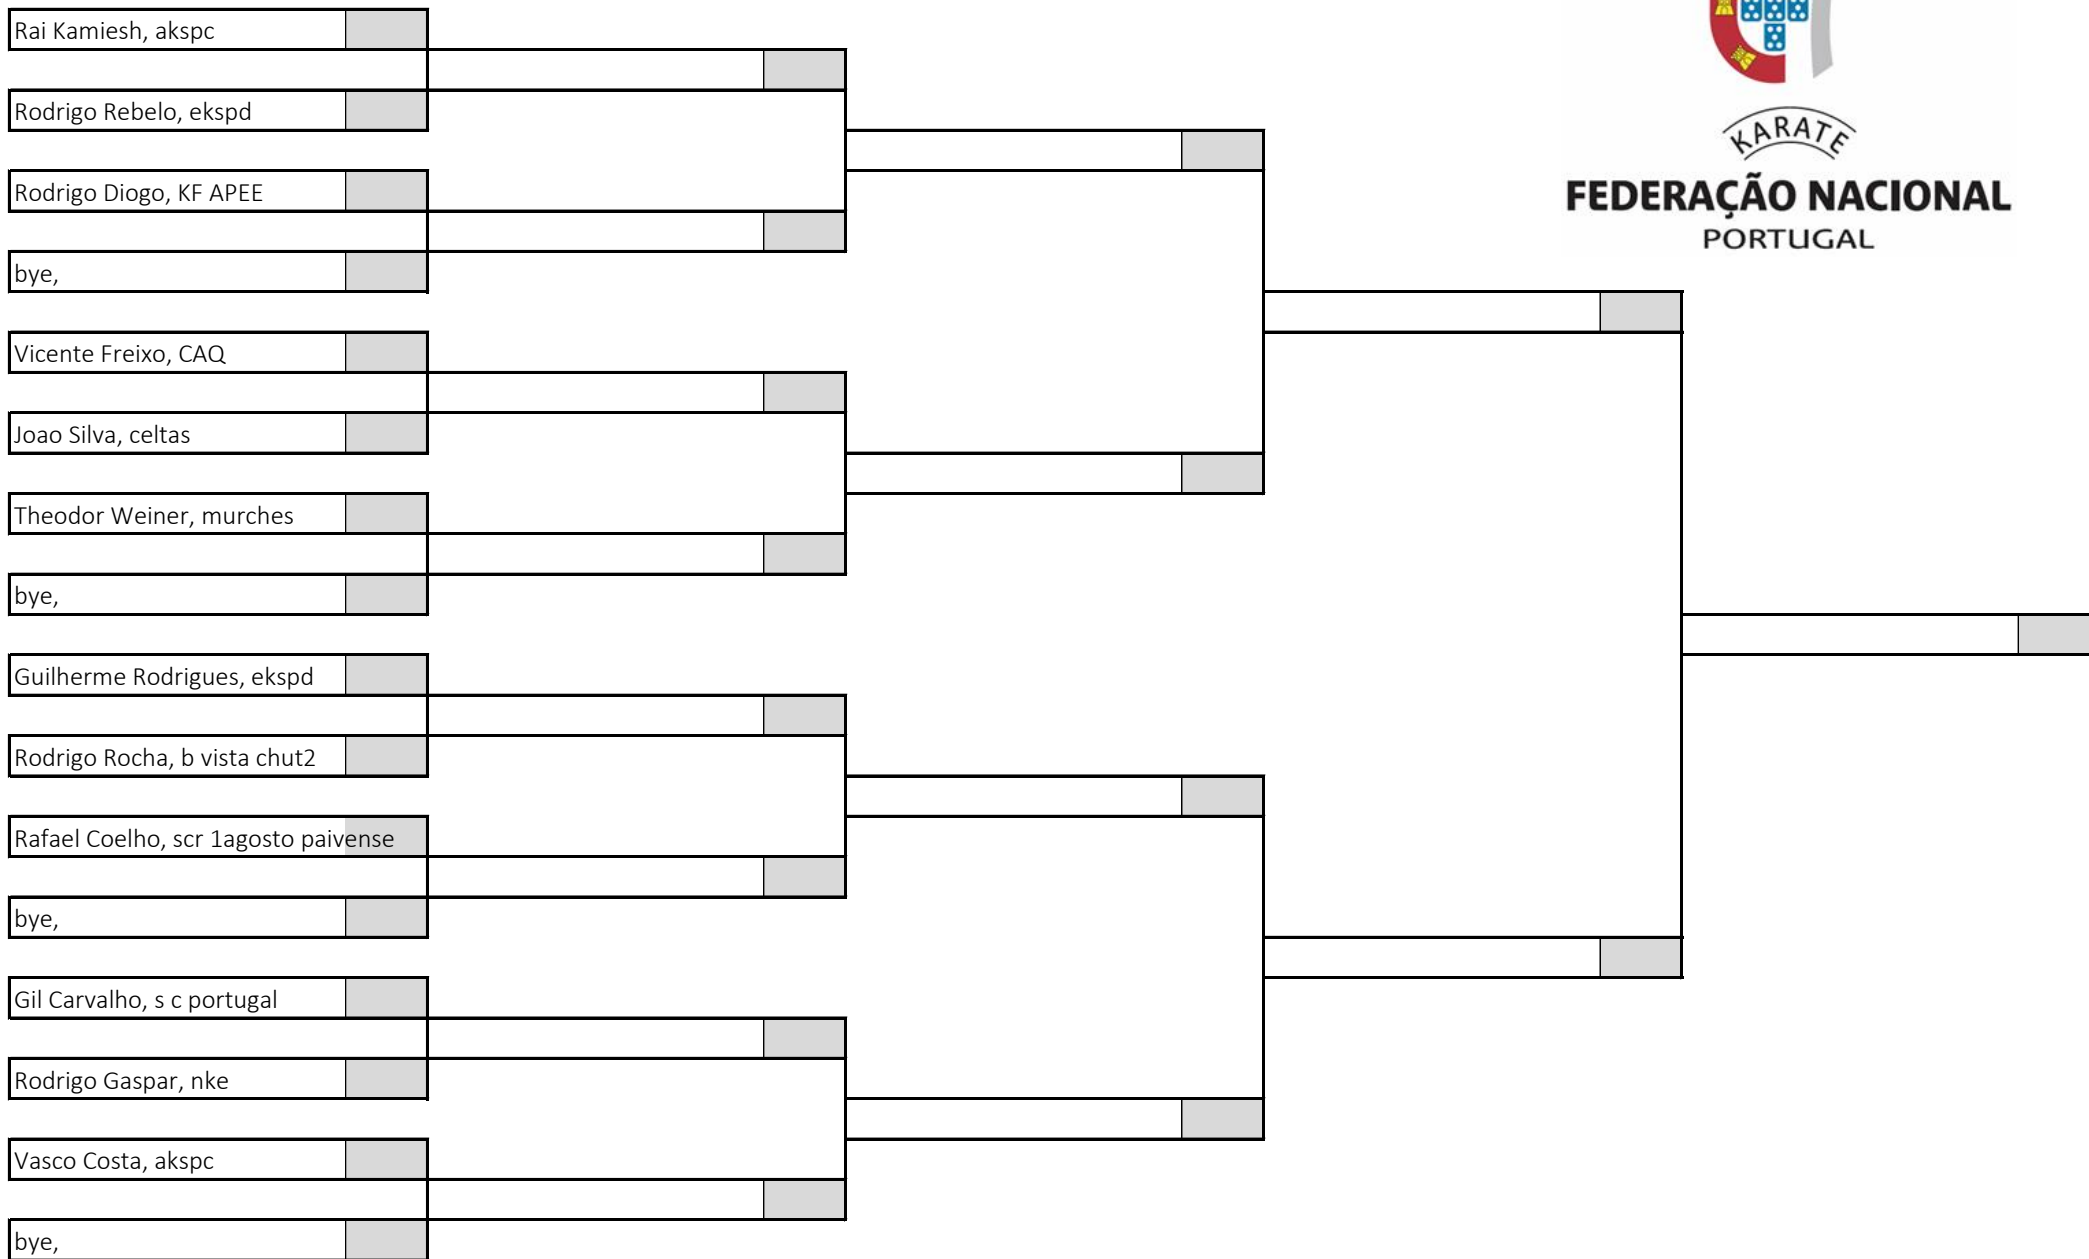 Rai Kamiesh, akspc
Rodrigo Rebelo, ekspd
Rodrigo Diogo, KF APEE
bye,
Vicente Freixo, CAQ
Joao Silva, celtas
Theodor Weiner, murches
bye,
Guilherme Rodrigues, ekspd
Rodrigo Rocha, b vista chut2
Rafael Coelho, scr 1agosto paivense
bye,
Gil Carvalho, s c portugal
Rodrigo Gaspar, nke
Vasco Costa, akspc
bye,
KARATE
FEDERAÇÃO NACIONAL
PORTUGAL